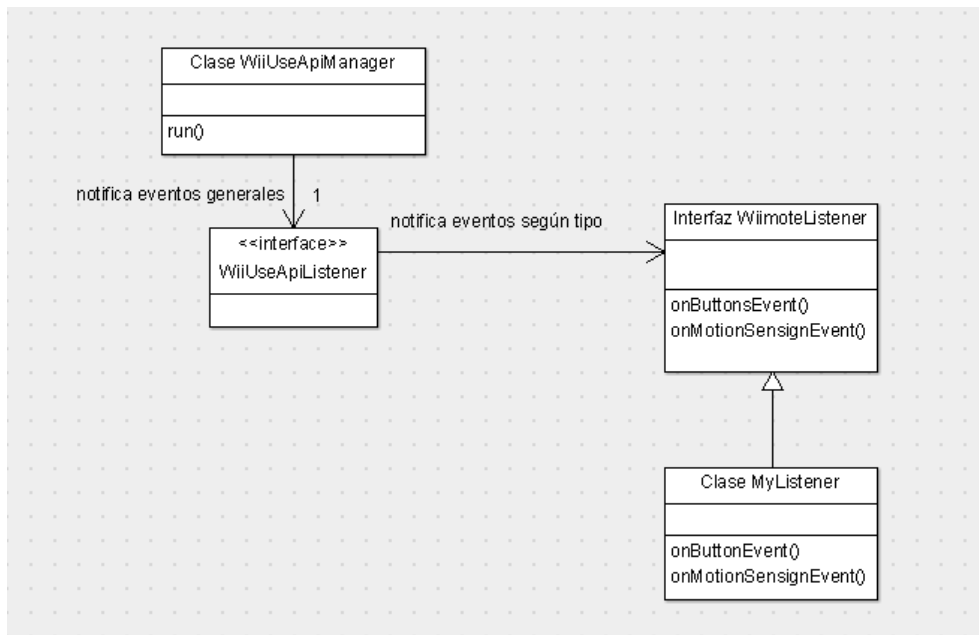 Clase WiiUseApiManager
run()
notifica eventos generales 1
<<interface>>
WiiUseApiListener
notifica eventos según tipo
Interfaz WiimoteListener
onButtonsEvent()
onMotionSensignEvent()
Clase MyListener
onButtonEvent()
onMotionSensignEvent()